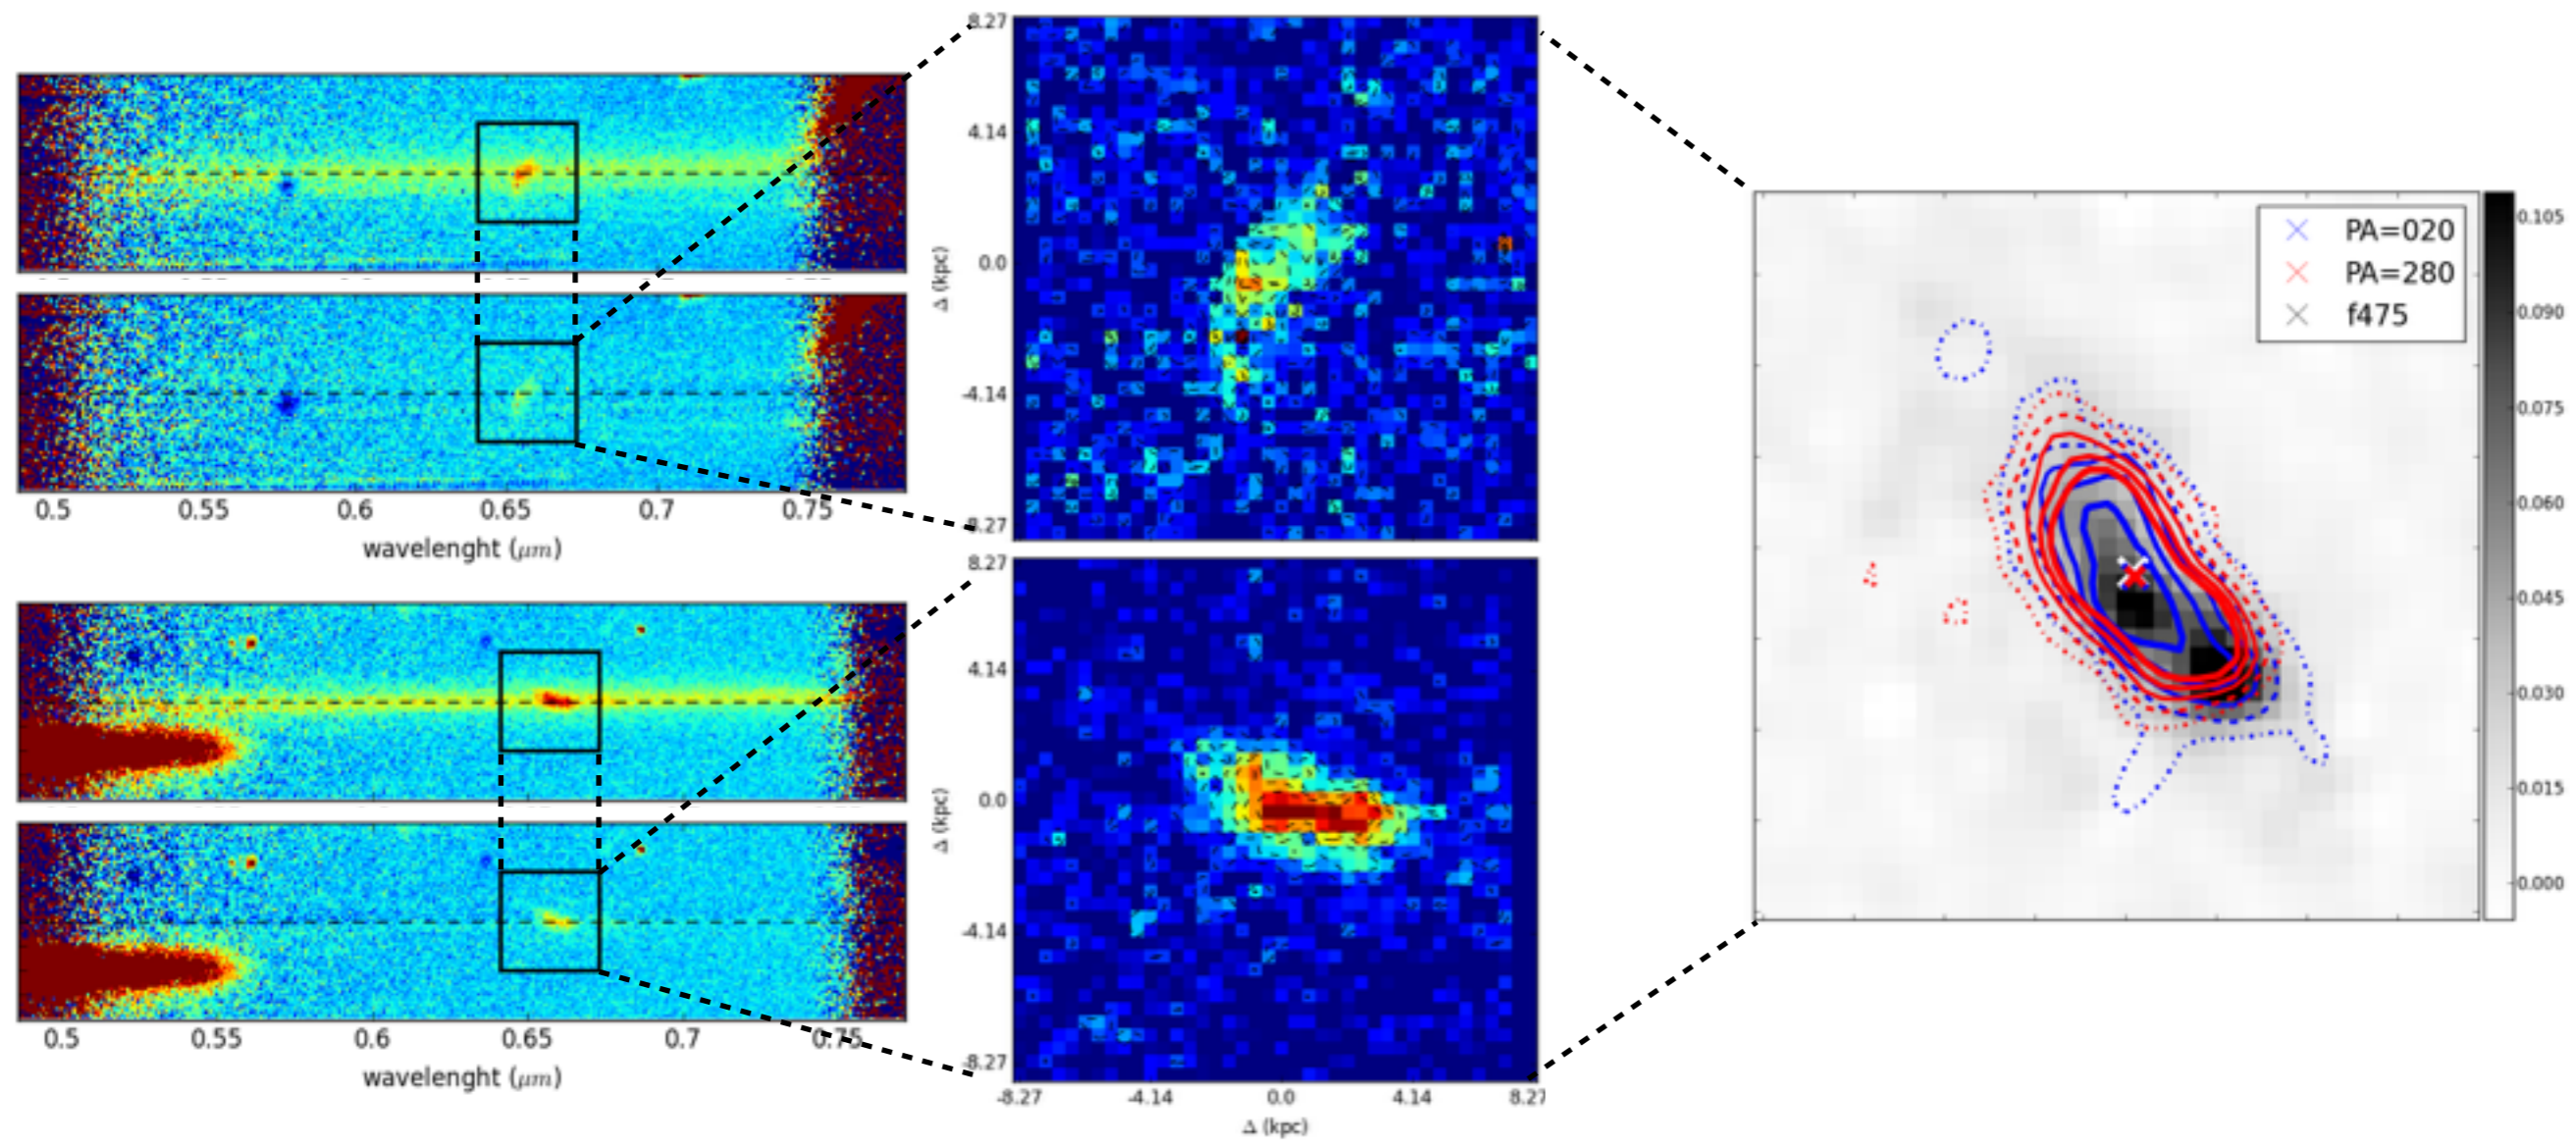 0.5 0.55 0.6 0.65 0.7 0.75
wavelenght (μm)
0.5 0.55 0.6 0.65 0.7 0.75
wavelenght (μm)
8.27
4.14
0.0
-4.14
8.27
Δ (kpc)
8.27
4.14
0.0
-4.14
-8.27
Δ (kpc)
-8.27 -4.14 0.0 4.14 8.27
Δ (kpc)
PA=020
PA=280
f475
0.105
0.090
0.075
0.060
0.045
0.030
0.015
0.000